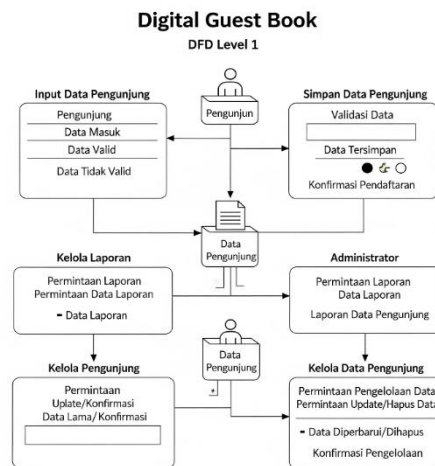 Digital Guest Book
DFD Level 1
Input Data Pengunjung
Pengunjung
Data Masuk
Data Valid
Data Tidak Valid
Pengunjun
Simpan Data Pengunjung
Validasi Data
Data Tersimpan
Konfirmasi Pendaftaran
Data
Pengunjung
Kelola Laporan
Permintaan Laporan
Permintaan Data Laporan
- Data Laporan
Administrator
Permintaan Laporan
Data Laporan
Laporan Data Pengunjung
Data
Pengunjung
Kelola Pengunjung
Permintaan
Uplate/Konfirmasi
Data Lama/Konfirmasi
Kelola Data Pengunjung
Permintaan Pengelolaan Data
Permintaan Update/Hapus Data
- Data Diperbarui/Dihapus
Konfirmasi Pengelolaan